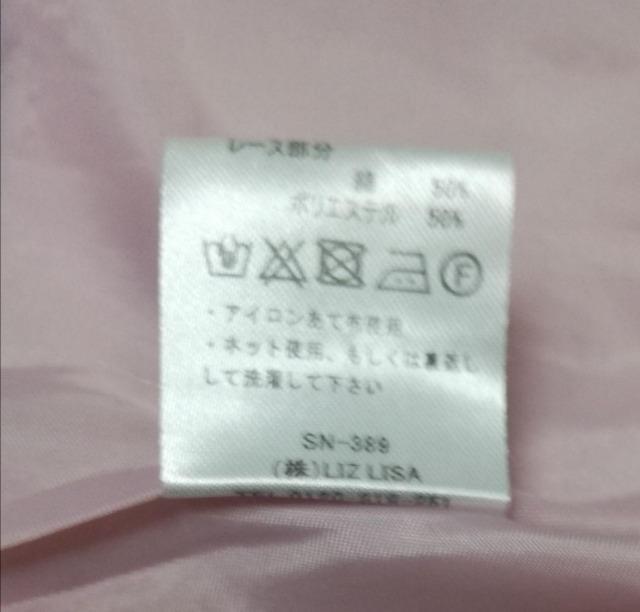 レース部分
綿 50%
ポリエステル 50%
F
・アイロンあて布使用
・ネット使用、もしくは裏返し
して洗濯して下さい
SN-389
(株)LIZ LISA